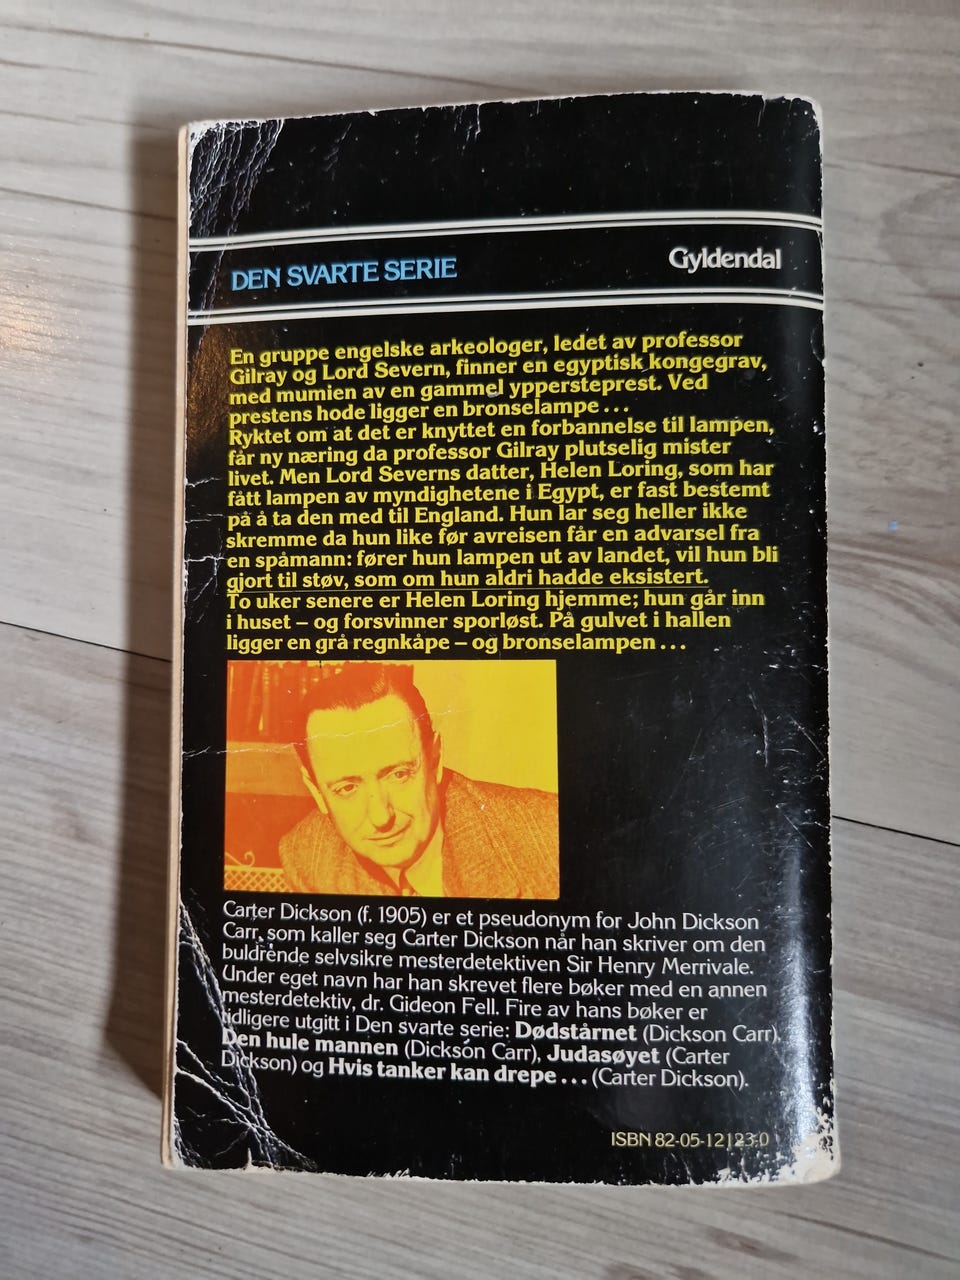 DEN SVARTE SERIE
Gyldendal
En gruppe engelske arkeologer, ledet av professor
Gilray og Lord Severn, finner en egyptisk kongegrav,
med mumien av en gammel yppersteprest. Ved
prestens hode ligger en bronselampe...
Ryktet om at det er knyttet en forbannelse til lampen,
får ny næring da professor Gilray plutselig mister
livet. Men Lord Severns datter, Helen Loring, som har
fått lampen av myndighetene i Egypt, er fast bestemt
på å ta den med til England. Hun lar seg heller ikke
skremme da hun like før avreisen får en advarsel fra
en spåmann: fører hun lampen ut av landet, vil hun bli
gjort til støv, som om hun aldri hadde eksistert.
To uker senere er Helen Loring hjemme; hun går inn
i huset – og forsvinner sporløst. På gulvet i hallen
ligger en grå regnkåpe – og bronselampen...
Carter Dickson (f. 1905) er et pseudonym for John Dickson
Carr, som kaller seg Carter Dickson når han skriver om den
buldrende selvsikre mesterdetektiven Sir Henry Merrivale.
Under eget navn har han skrevet flere bøker med en annen
mesterdetektiv, dr. Gideon Fell. Fire av hans bøker er
tidligere utgitt i Den svarte serie: Dødstårnet (Dickson Carr),
Den hule mannen (Dickson Carr), Judasøyet (Carter
Dickson) og Hvis tanker kan drepe... (Carter Dickson).
ISBN 82-05-12123-0